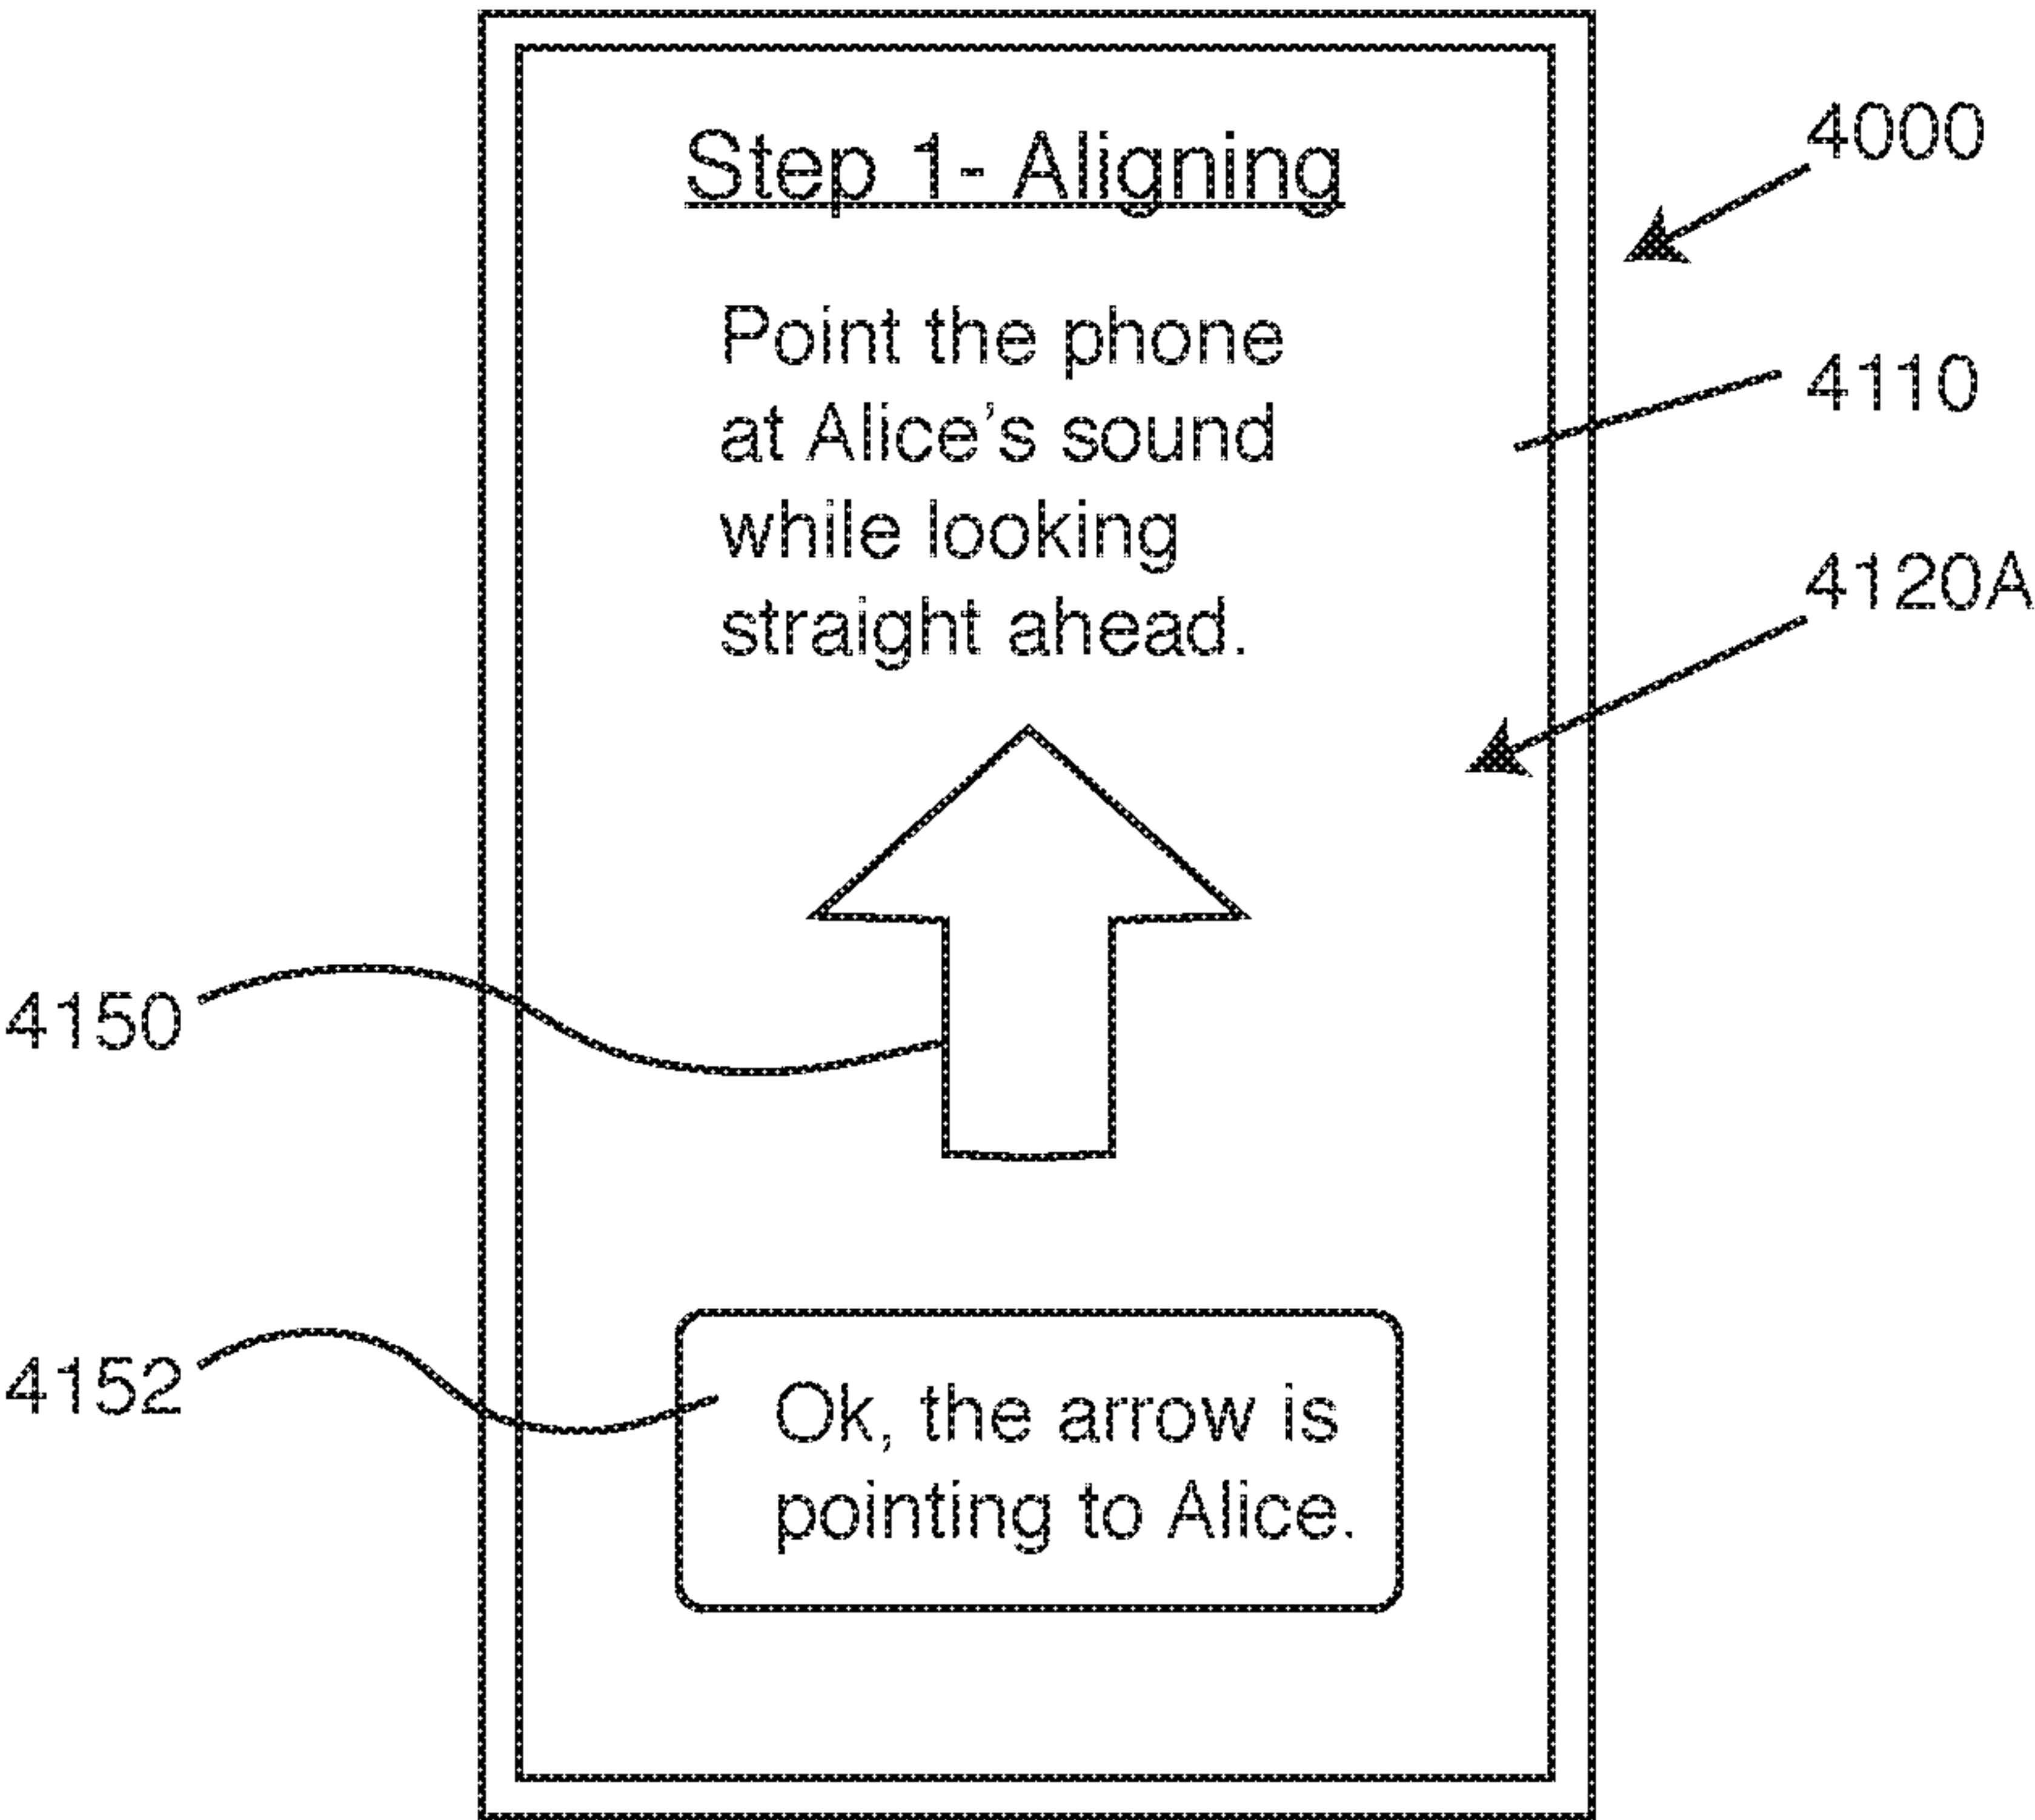 Step 1- Aligning
4000
Point the phone
at Alice's sound
while looking
straight ahead.
4110
4120A
4150
4152
Ok, the arrow is
pointing to Alice.